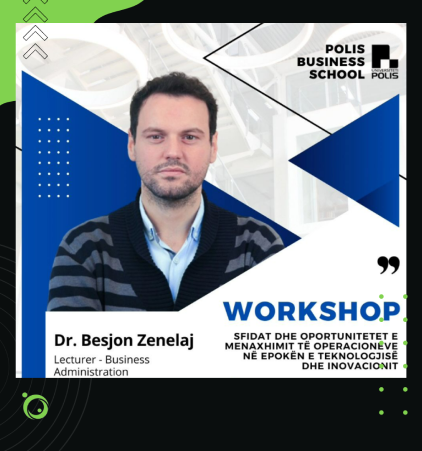 POLIS
BUSINESS
SCHOOL
UNIVERSITETI
POLIS
WORKSHOP
SFIDAT DHE OPORTUNITETET E
MENAXHIMIT TË OPERACIONEVE
NË EPOKËN E TEKNOLOGJISË
DHE INOVACIONIT
Dr. Besjon Zenelaj
Lecturer - Business
Administration